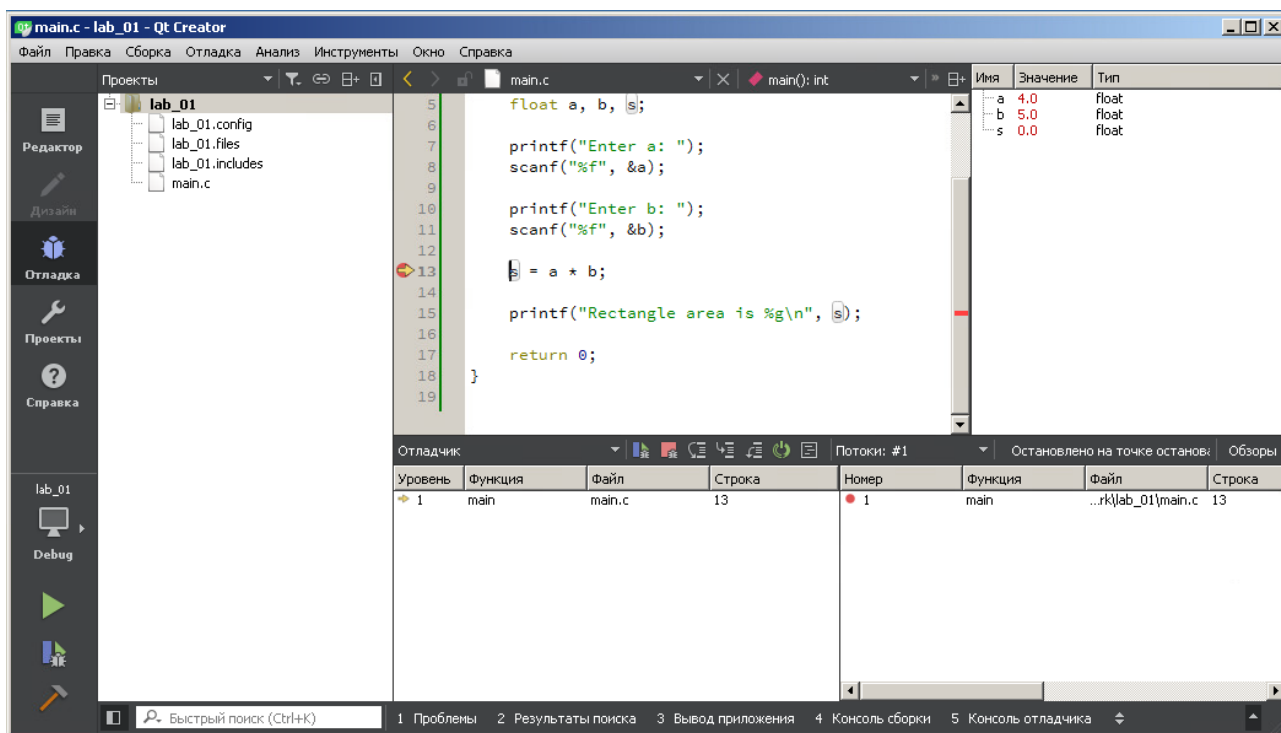 main.c - lab_01 - Qt Creator
Файл Правка Сборка Отладка Анализ Инструменты Окно Справка
Проекты
main.c
main(): int
Имя Значение Тип
a 4.0 float
b 5.0 float
s 0.0 float
Редактор
Дизайн
Отладка
Проекты
Справка
lab_01
Debug
lab_01
lab_01.config
lab_01.files
lab_01.includes
main.c
5 float a, b, s;
6
7 printf("Enter a: ");
8 scanf("%f", &a);
9
10 printf("Enter b: ");
11 scanf("%f", &b);
12
13 s = a * b;
14
15 printf("Rectangle area is %g\n", s);
16
17 return 0;
18 }
19
Отладчик Потоки: #1 Остановлено на точке останова Обзоры
Уровень Функция Файл Строка
1 main main.c 13
Номер Функция Файл Строка
1 main ...rk\lab_01\main.c 13
Быстрый поиск (Ctrl+K) 1 Проблемы 2 Результаты поиска 3 Вывод приложения 4 Консоль сборки 5 Консоль отладчика